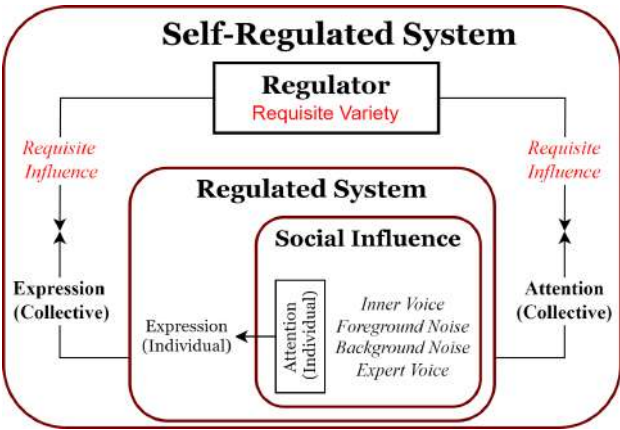 Self-Regulated System
Regulator
Requisite Variety
Requisite
Influence
Requisite
Influence
Regulated System
Social Influence
Expression
(Collective)
Attention
(Collective)
Expression
(Individual)
Attention
(Individual)
Inner Voice
Foreground Noise
Background Noise
Expert Voice